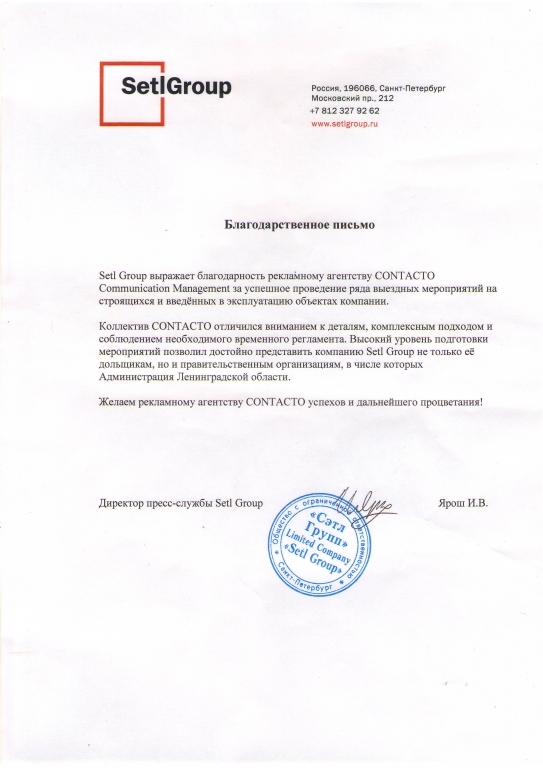 SetlGroup
Россия, 196066, Санкт-Петербург
Московский пр., 212
+7 812 327 92 62
www.setlgroup.ru
Благодарственное письмо
Setl Group выражает благодарность рекламному агентству CONTACTO
Communication Management за успешное проведение ряда выездных мероприятий на
строящихся и введённых в эксплуатацию объектах компании.
Коллектив CONTACTO отличился вниманием к деталям, комплексным подходом и
соблюдением необходимого временного регламента. Высокий уровень подготовки
мероприятий позволил достойно представить компанию Setl Group не только её
дольщикам, но и правительственным организациям, в числе которых
Администрация Ленинградской области.
Желаем рекламному агентству CONTACTO успехов и дальнейшего процветания!
Директор пресс-службы Setl Group
Ярош И.В.
Общество с ограниченной ответственностью
«Сэтл
Групп»
Limited Company
«Setl Group»
Санкт-Петербург